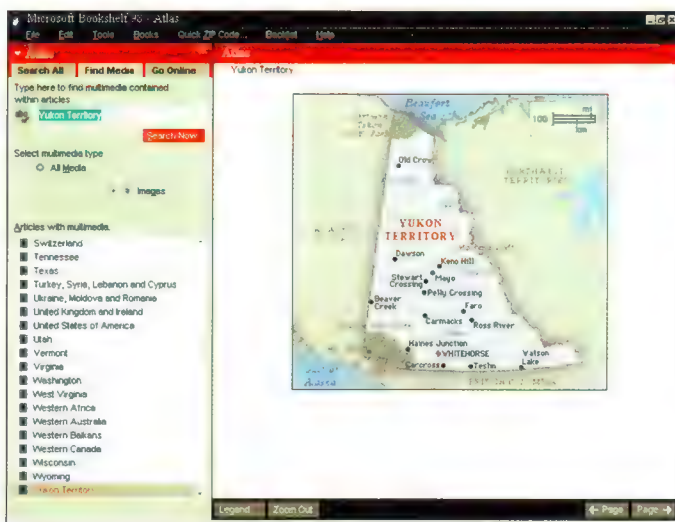 Microsoft Bookshelf 98 - Atlas
File Edit Tools Books Quick ZIP Code... Booklist Help
Atlas
Search All Find Media Go Online
Yukon Territory
Type here to find multimedia contained
within articles
Yukon Territory
Search Now
Select multimedia type
All Media
Images
Articles with multimedia
Switzerland
Tennessee
Texas
Turkey, Syria, Lebanon and Cyprus
Ukraine, Moldova and Romania
United Kingdom and Ireland
United States of America
Utah
Vermont
Virginia
Washington
West Virginia
Western Africa
Western Australia
Western Balkans
Western Canada
Wisconsin
Wyoming
Yukon Territory
Beaufort
Sea
100
mi
km
Old Crow
YUKON
TERRITORY
Dawson
Keno Hill
Stewart
Crossing
Mayo
Pelly Crossing
Beaver
Creek
Faro
Carmacks
Ross River
Haines Junction
WHITEHORSE
Watson
Lake
Carcross
Teslin
Legend Zoom Out Page Page